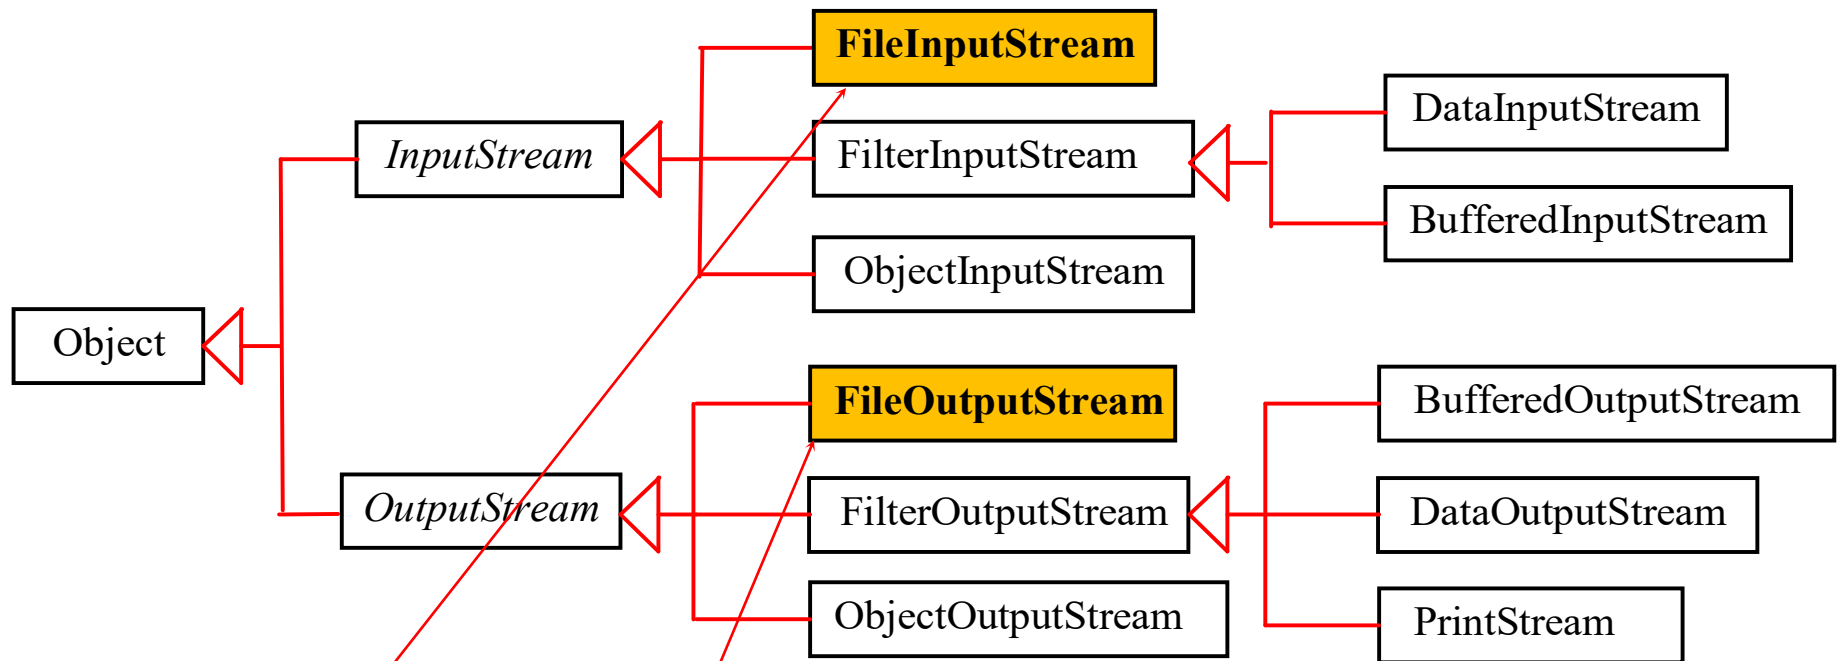 FileInputStream
DataInputStream
InputStream
FilterInputStream
BufferedInputStream
ObjectInputStream
Object
FileOutputStream
BufferedOutputStream
OutputStream
FilterOutputStream
DataOutputStream
ObjectOutputStream
PrintStream